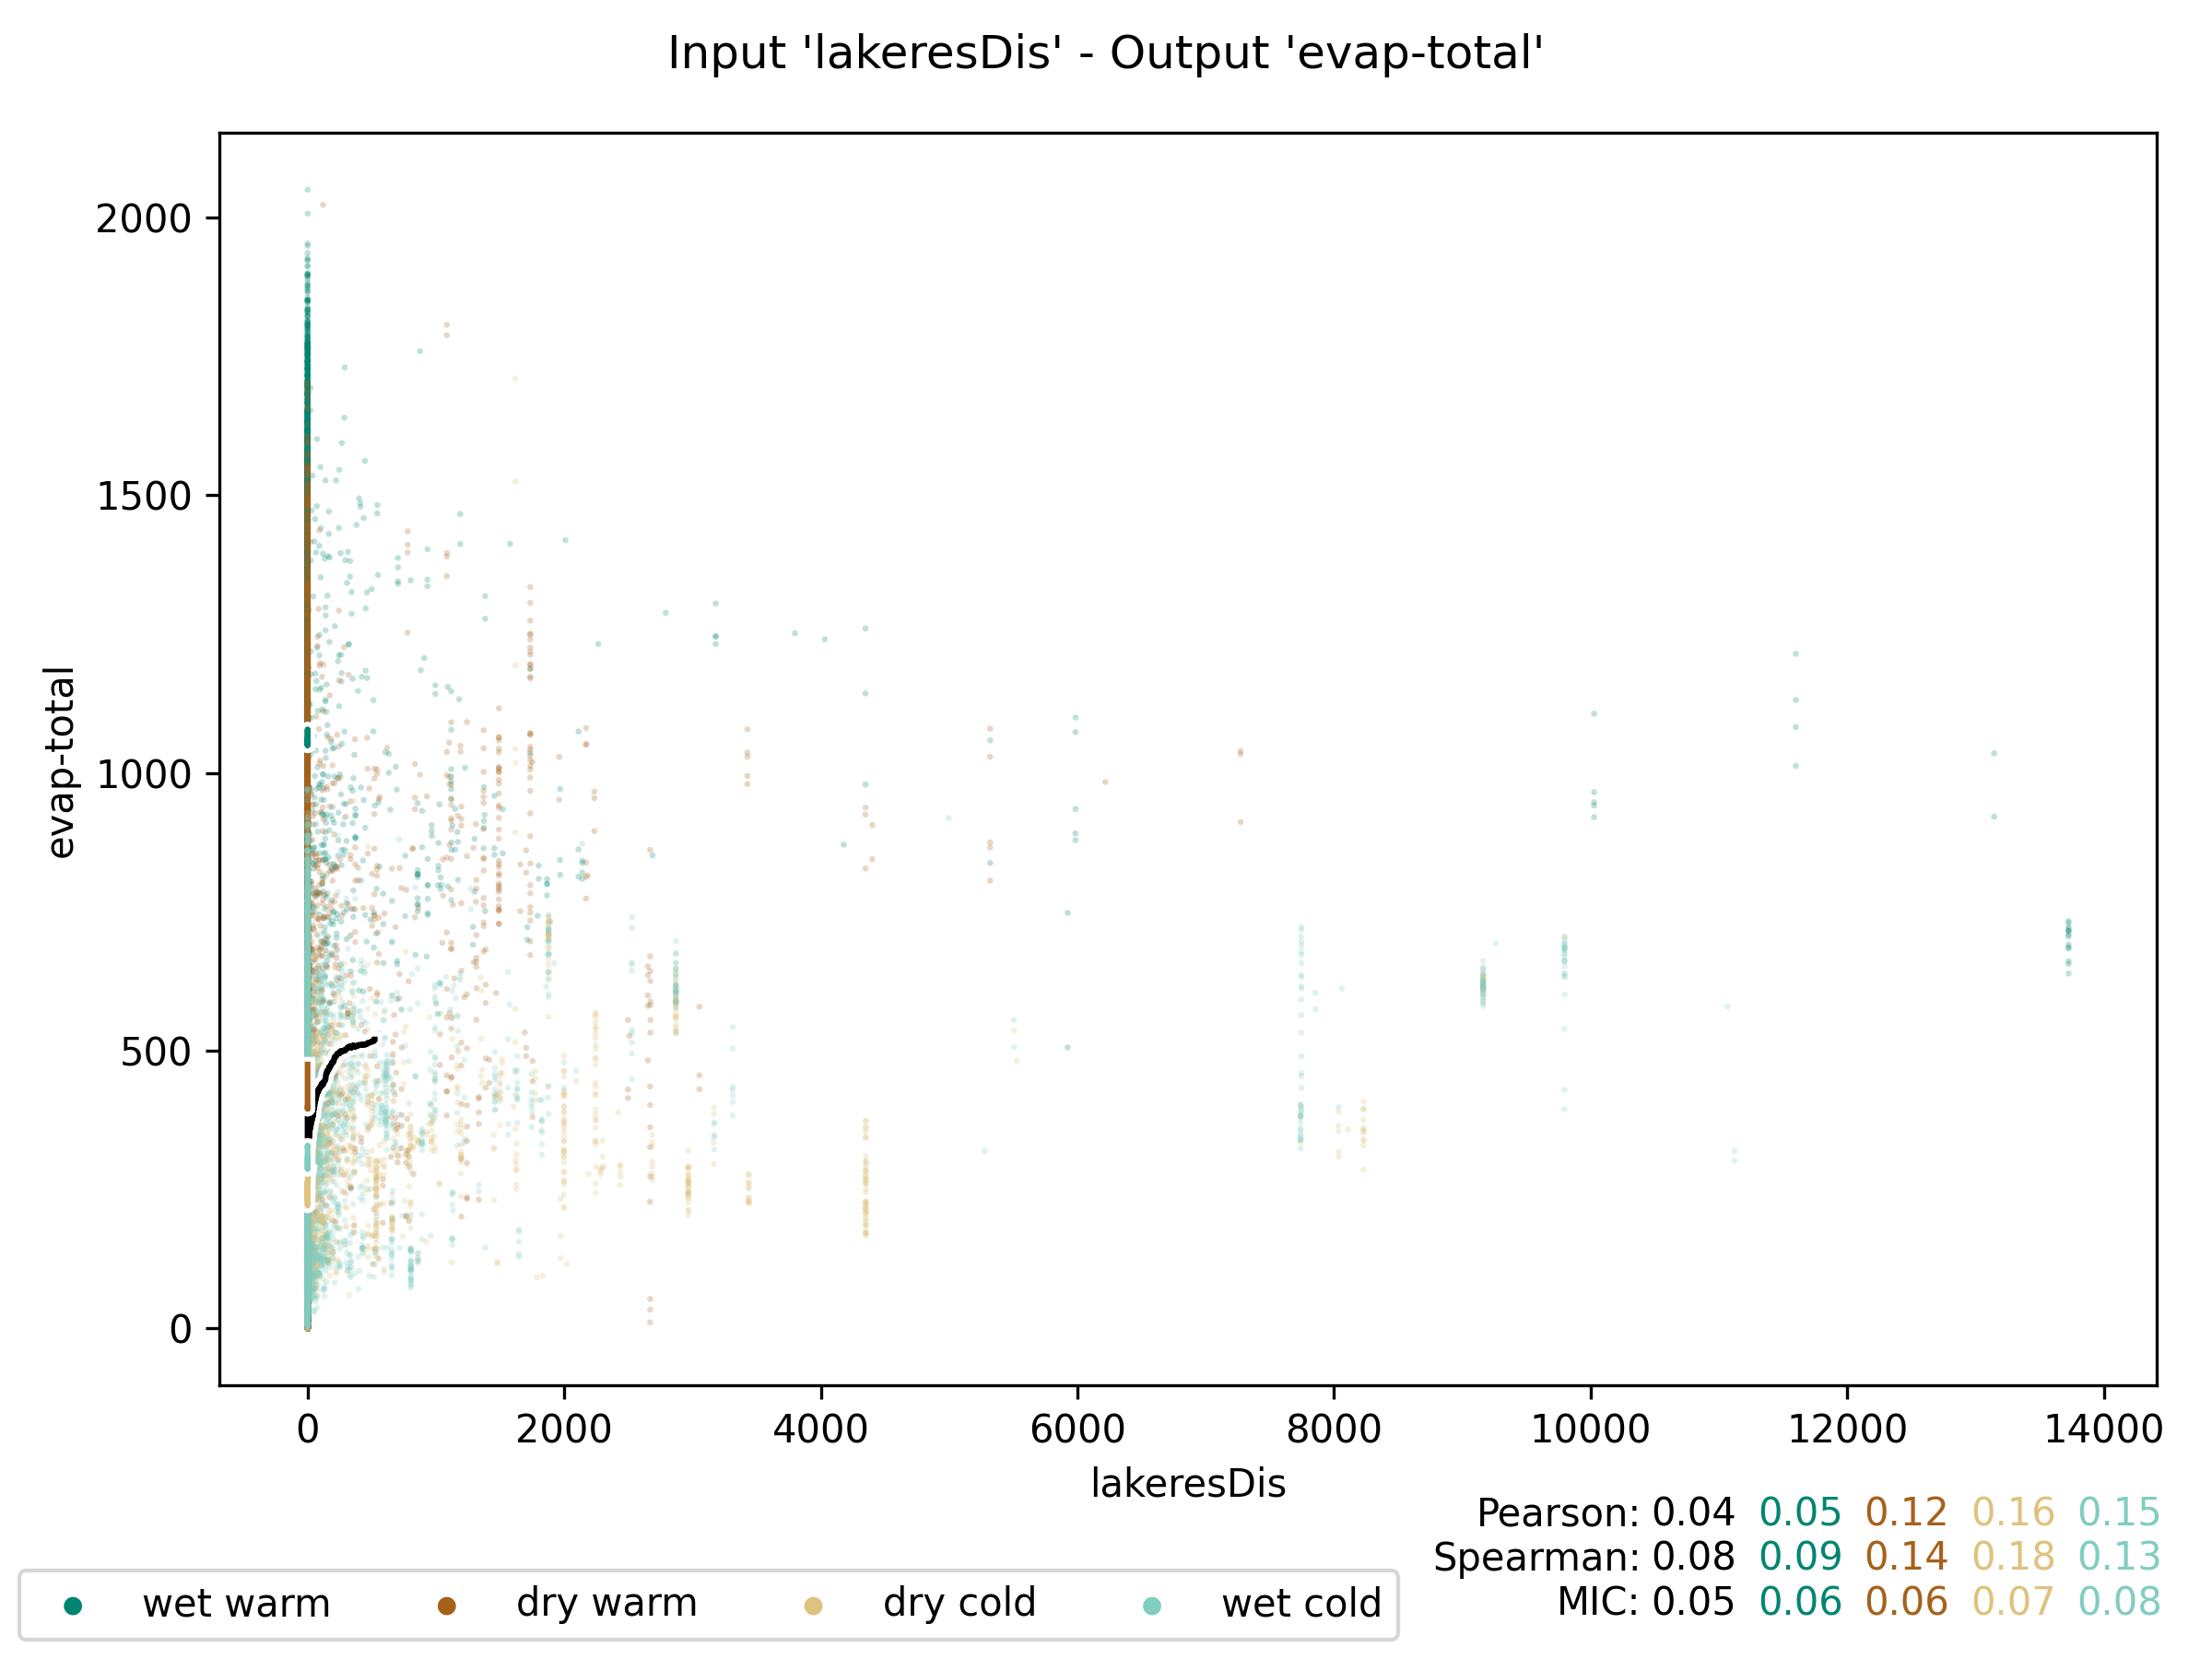 Input 'lakeresDis' - Output 'evap-total'
2000
1500
1000
500
0
evap-total
0 2000 4000 6000 8000 10000 12000 14000
lakeresDis
Pearson: 0.04 0.05 0.12 0.16 0.15
Spearman: 0.08 0.09 0.14 0.18 0.13
MIC: 0.05 0.06 0.06 0.07 0.08
wet warm dry warm dry cold wet cold